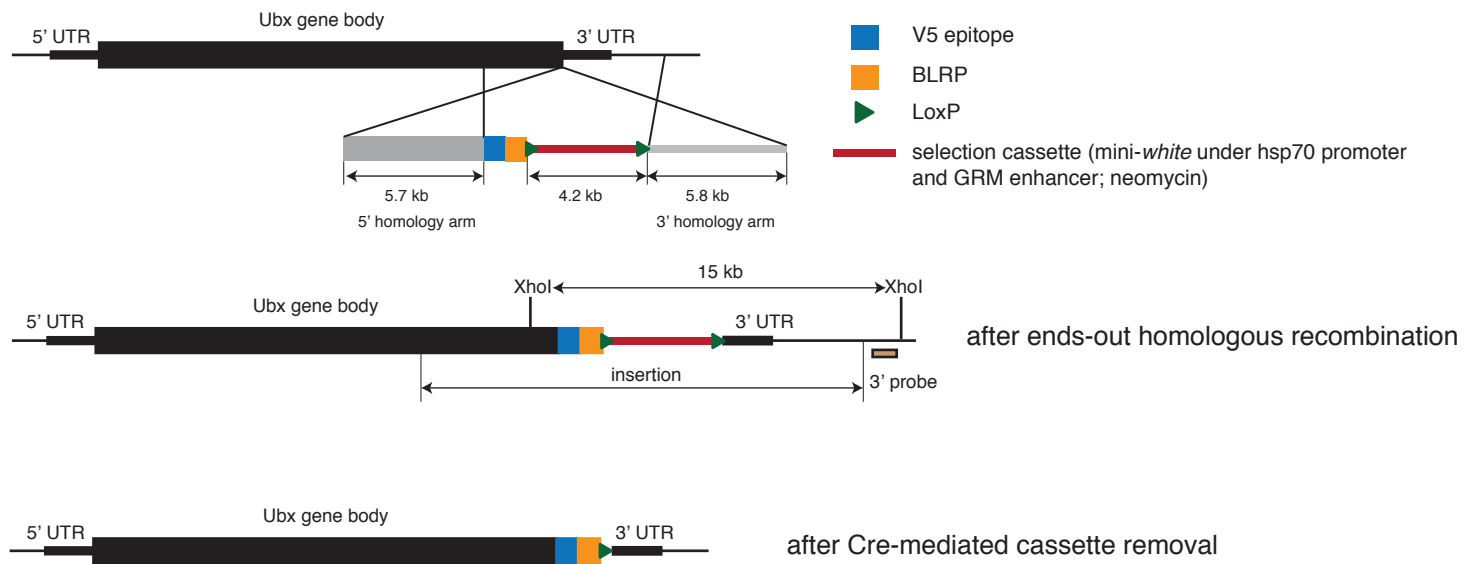 Ubx gene body
5’ UTR
3’ UTR
V5 epitope
BLRP
LoxP
selection cassette (mini-white under hsp70 promoter
and GRM enhancer; neomycin)
5.7 kb
4.2 kb
5.8 kb
5’ homology arm
3’ homology arm
15 kb
XhoI
XhoI
Ubx gene body
5’ UTR
3’ UTR
after ends-out homologous recombination
insertion
3’ probe
Ubx gene body
5’ UTR
3’ UTR
after Cre-mediated cassette removal